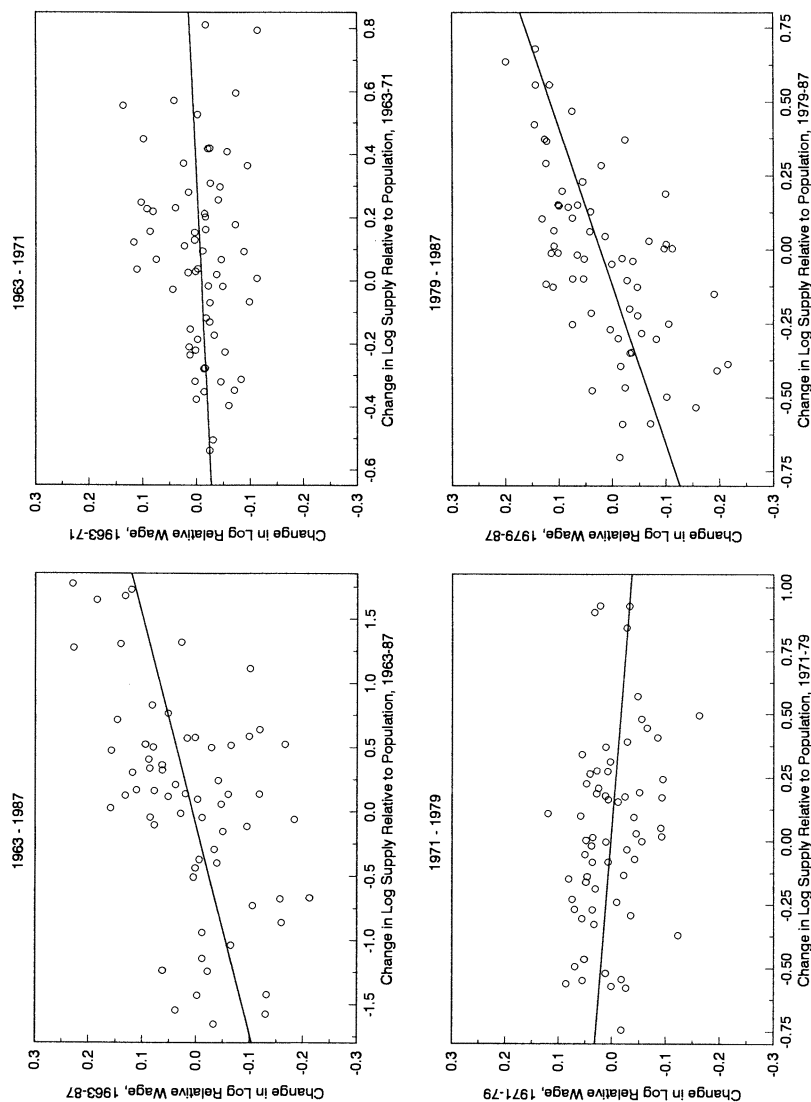 1963 - 1987
Change in Log Relative Wage, 1963-87
0.3
0.2
0.1
0.0
-0.1
-0.2
-0.3
-1.5 -1.0 -0.5 0.0 0.5 1.0 1.5
Change in Log Supply Relative to Population, 1963-87
1963 - 1971
Change in Log Relative Wage, 1963-71
0.3
0.2
0.1
0.0
-0.1
-0.2
-0.3
-0.6 -0.4 -0.2 0.0 0.2 0.4 0.6 0.8
Change in Log Supply Relative to Population, 1963-71
1971 - 1979
Change in Log Relative Wage, 1971-79
0.3
0.2
0.1
0.0
-0.1
-0.2
-0.3
-0.75 -0.50 -0.25 0.00 0.25 0.50 0.75 1.00
Change in Log Supply Relative to Population, 1971-79
1979 - 1987
Change in Log Relative Wage, 1979-87
0.3
0.2
0.1
0.0
-0.1
-0.2
-0.3
-0.75 -0.50 -0.25 0.00 0.25 0.50 0.75
Change in Log Supply Relative to Population, 1979-87